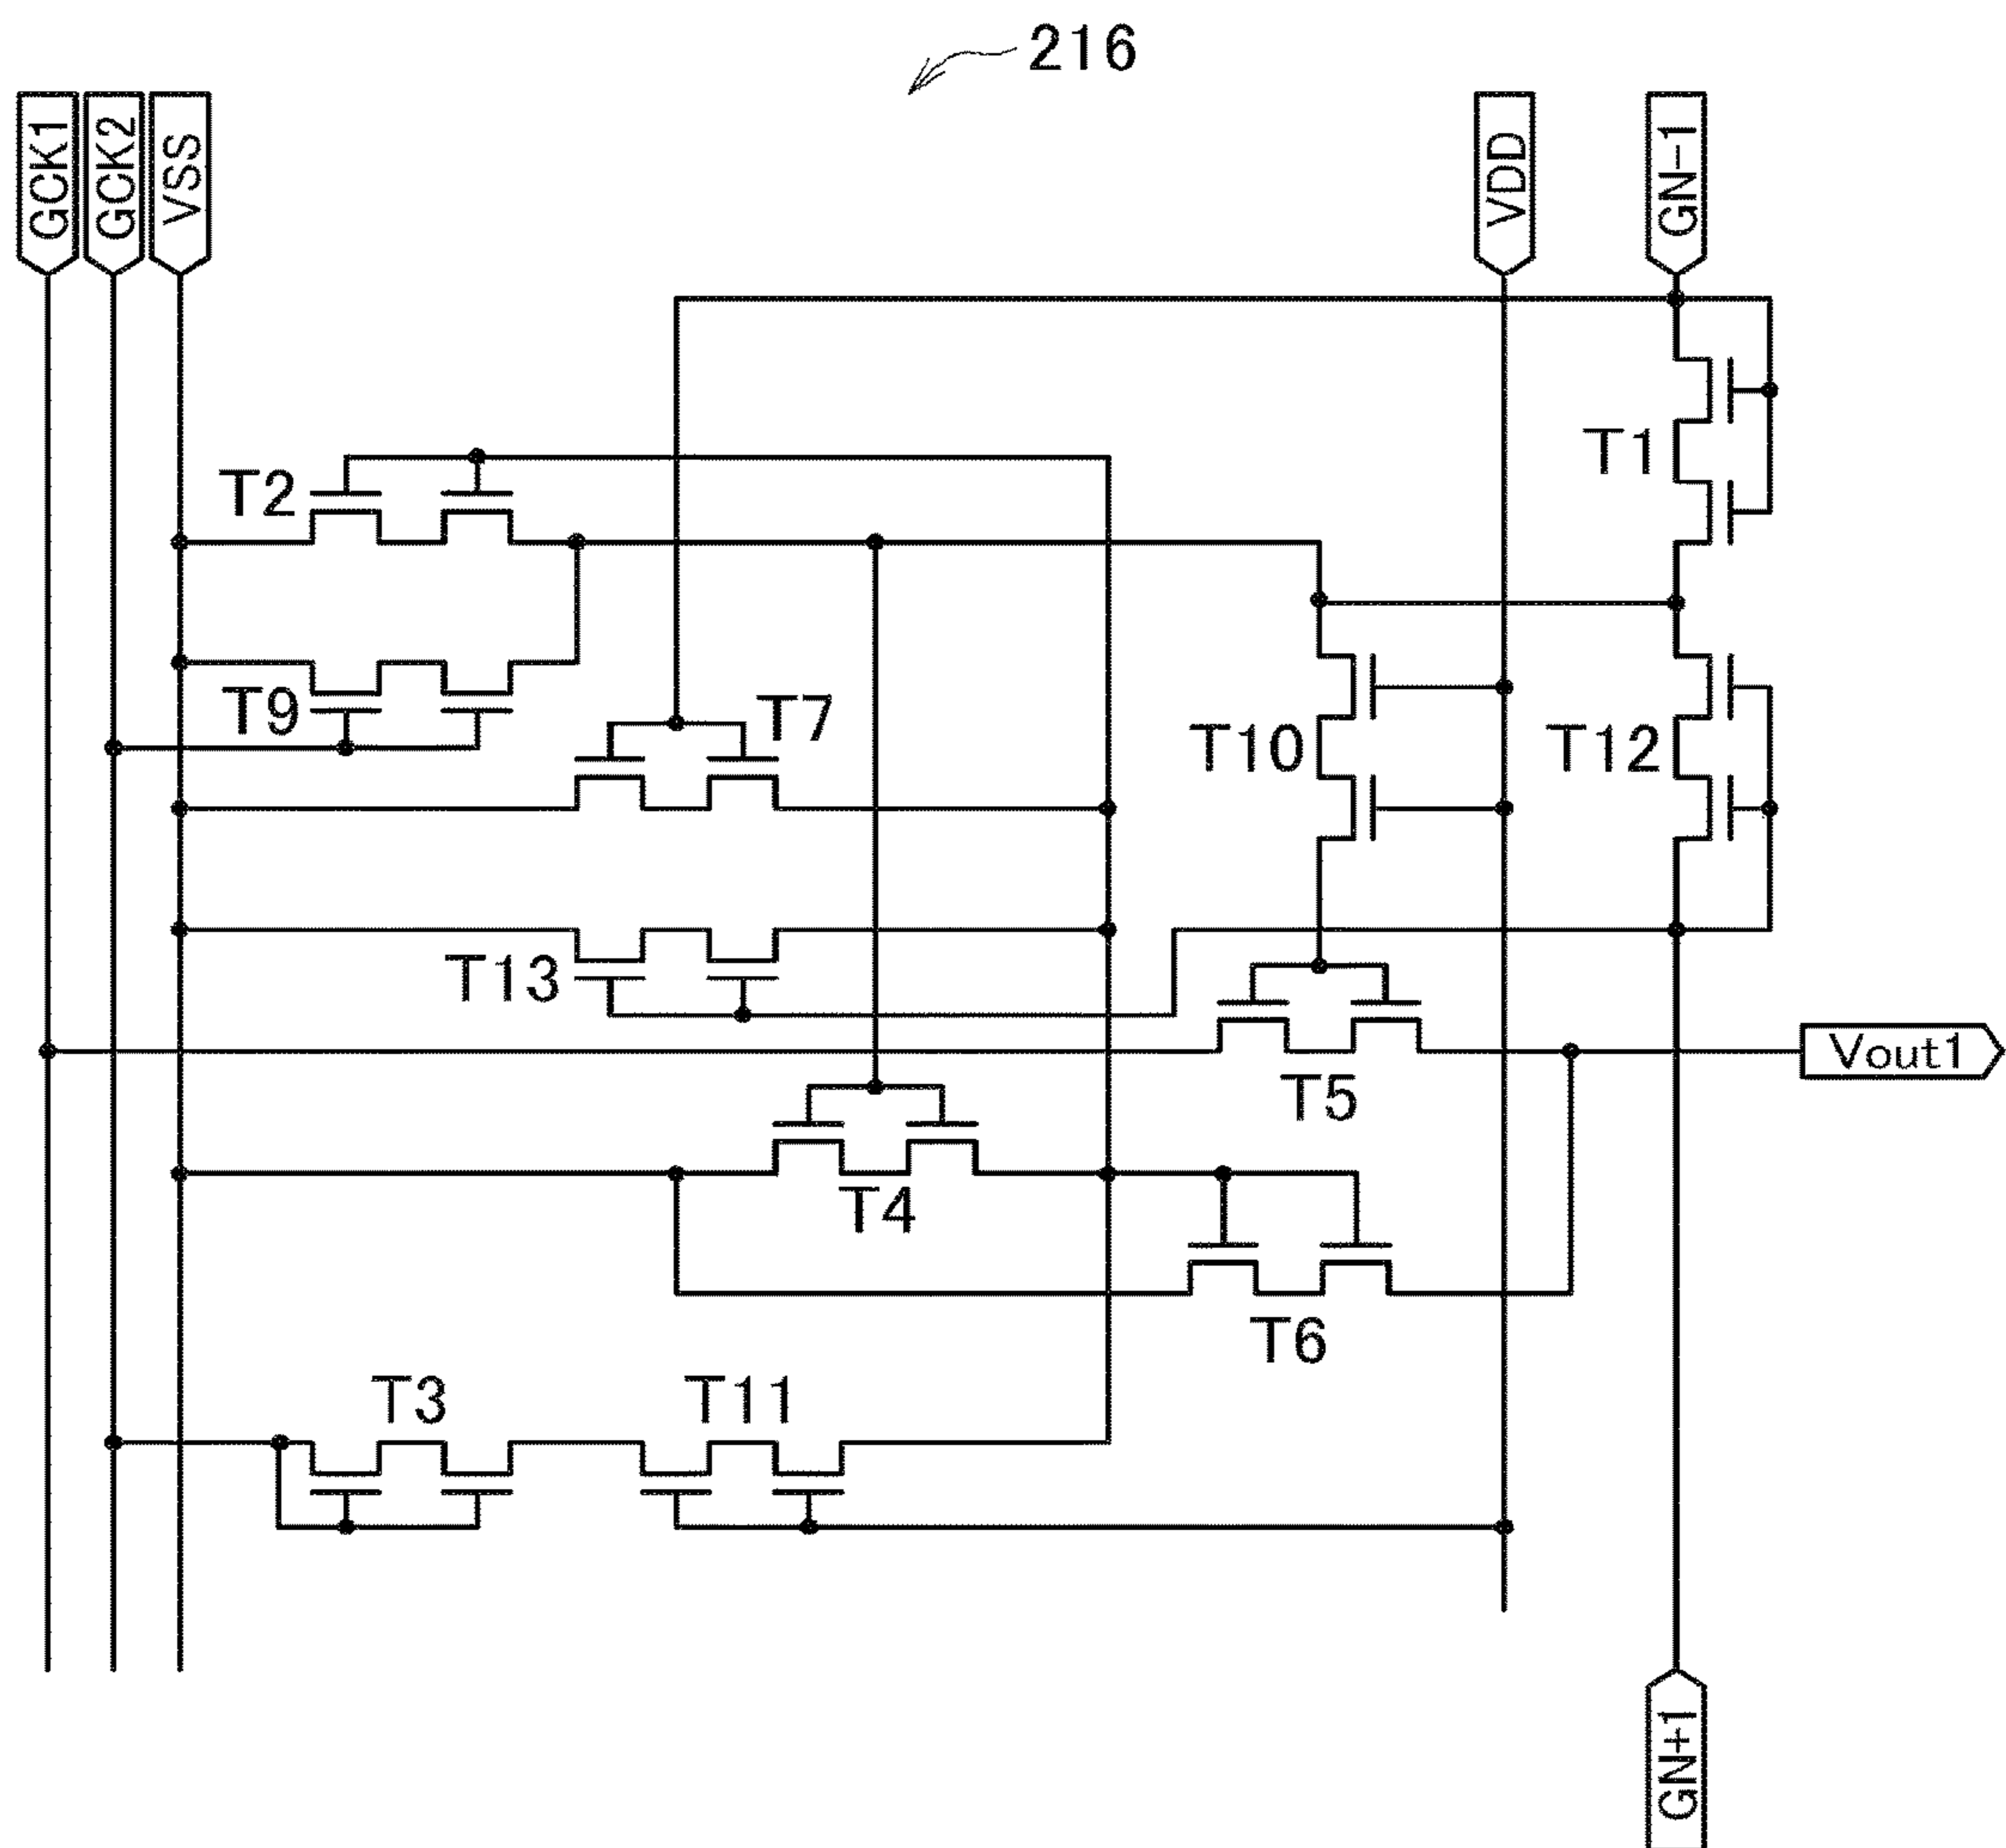 216
GCK1
GCK2
VSS
VDD
GN-1
T1
T2
T9
T7
T10
T12
T13
T5
Vout1
T4
T6
T3
T11
GN+1